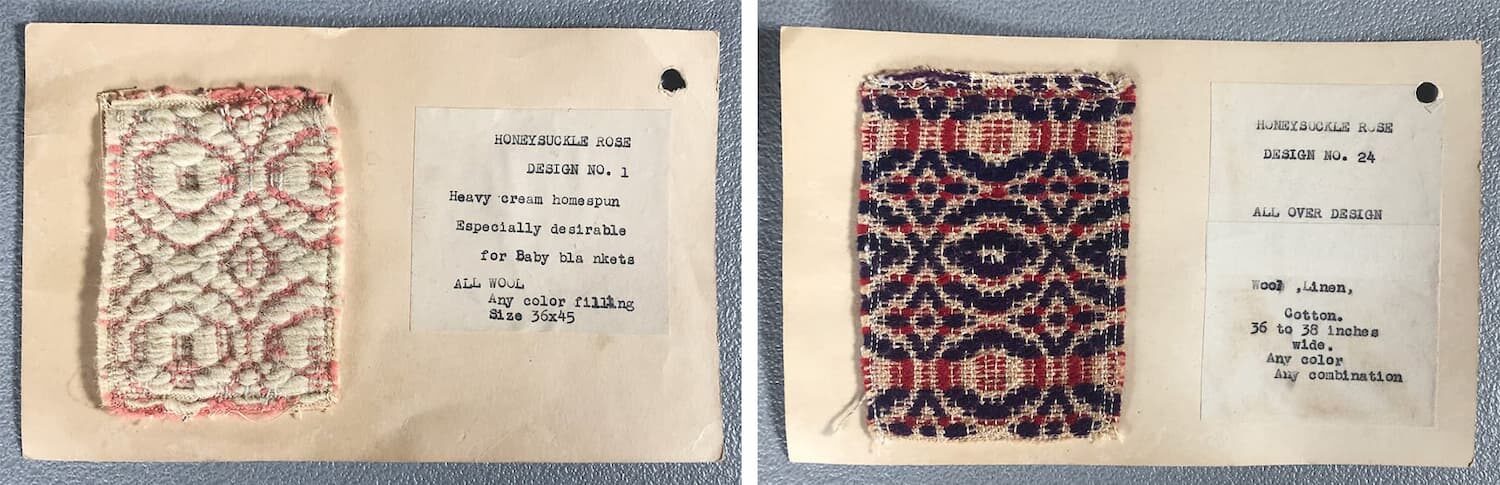 HONEYSUCKLE ROSE
DESIGN NO. 1
Heavy cream homespun
Especially desirable
for Baby bla nkets
ALL WOOL
Any color filling
Size 36x45
HONEYSUCKLE ROSE
DESIGN NO. 24
ALL OVER DESIGN
Wool ,Linen,
Cotton.
36 to 38 inches
wide.
Any color
Any combination